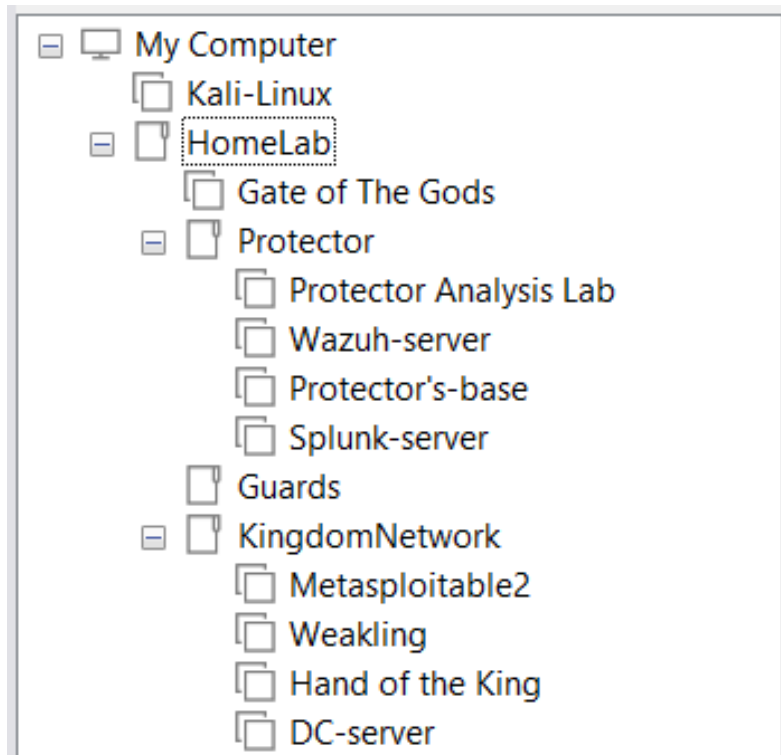 My Computer
Kali-Linux
HomeLab
Gate of The Gods
Protector
Protector Analysis Lab
Wazuh-server
Protector's-base
Splunk-server
Guards
KingdomNetwork
Metasploitable2
Weakling
Hand of the King
DC-server